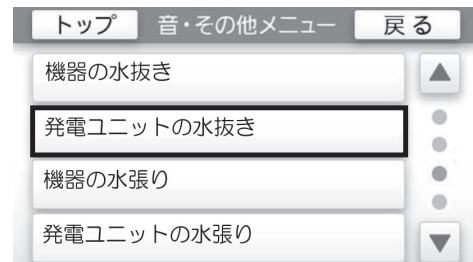 トップ 音・その他メニュー 戻る
機器の水抜き
発電ユニットの水抜き
機器の水張り
発電ユニットの水張り